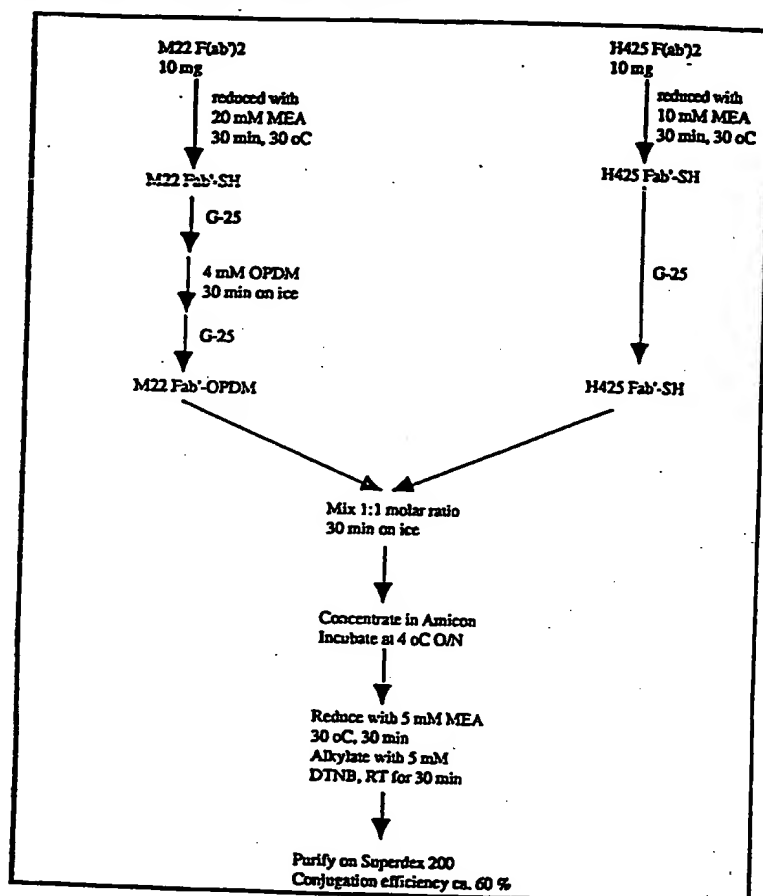 M22 F(ab')2
10 mg
reduced with
20 mM MEA
30 min, 30 oC
M22 Fab'-SH
G-25
4 mM OPDM
30 min on ice
G-25
M22 Fab'-OPDM
H425 F(ab')2
10 mg
reduced with
10 mM MEA
30 min, 30 oC
H425 Fab'-SH
G-25
H425 Fab'-SH
Mix 1:1 molar ratio
30 min on ice
Concentrate in Amicon
Incubate at 4 oC O/N
Reduce with 5 mM MEA
30 oC, 30 min
Alkylate with 5 mM
DTNB, RT for 30 min
Purify on Superdex 200
Conjugation efficiency ca. 60 %